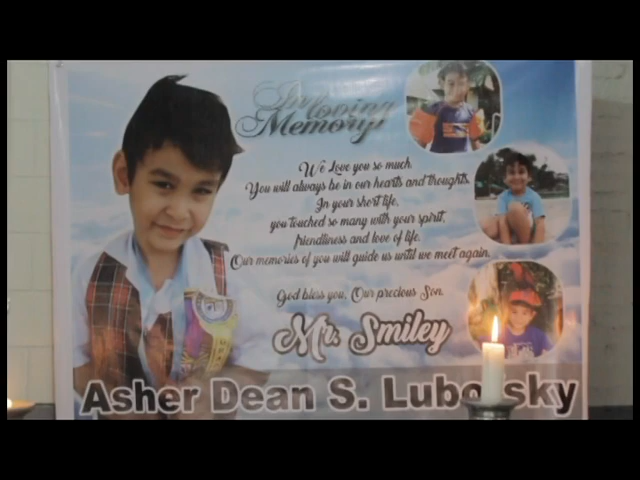 In loving
Memory!
We Love you so much.
You will always be in our hearts and thoughts.
In your short life,
you touched so many with your spirit,
friendliness and love of life.
Our memories of you will guide us until we meet again.
God bless you, Our precious Son.
Mr. Smiley
Asher Dean S.